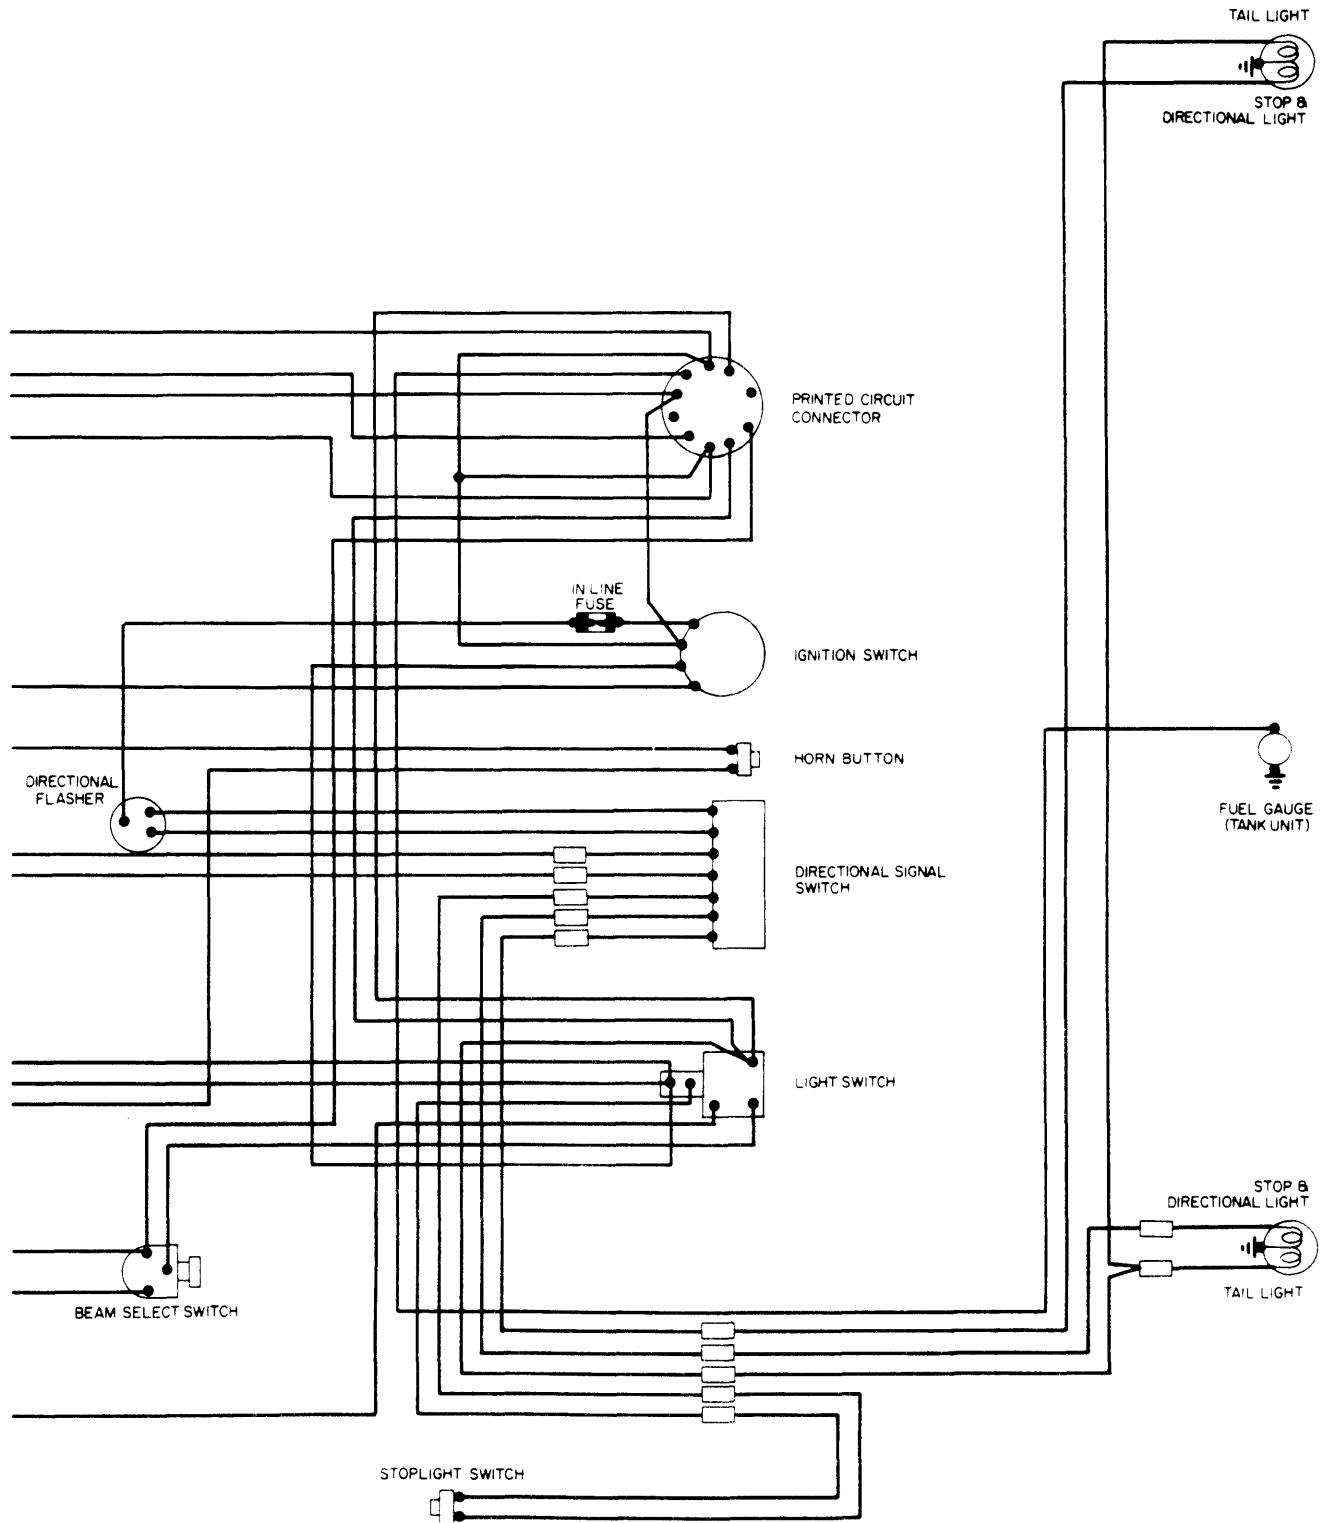 TAIL LIGHT
STOP &
DIRECTIONAL LIGHT
PRINTED CIRCUIT
CONNECTOR
IN LINE
FUSE
IGNITION SWITCH
HORN BUTTON
DIRECTIONAL
FLASHER
FUEL GAUGE
(TANK UNIT)
DIRECTIONAL SIGNAL
SWITCH
LIGHT SWITCH
STOP &
DIRECTIONAL LIGHT
TAIL LIGHT
BEAM SELECT SWITCH
STOPLIGHT SWITCH